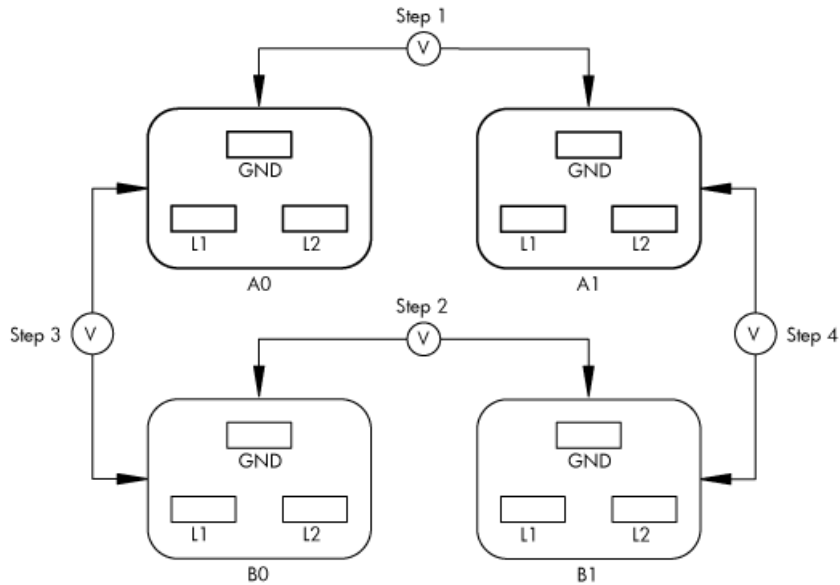 Step 1
V
GND
GND
L1 L2
L1 L2
A0
A1
Step 2
Step 3 V
V
V Step 4
GND
GND
L1 L2
L1 L2
B0
B1